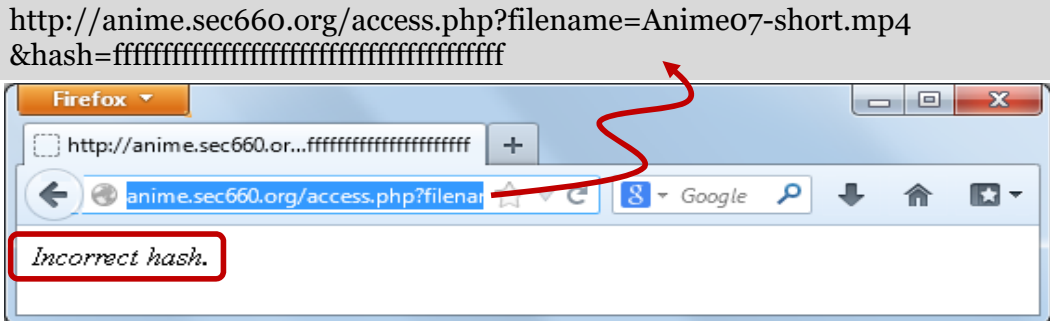 http://anime.sec660.org/access.php?filename=Anime07-short.mp4
&hash=ffffffffffffffffffffffffffffffffffffffff
Firefox
http://anime.sec660.or...fffffffffffffffffffffff
anime.sec660.org/access.php?filenar
Google
Incorrect hash.